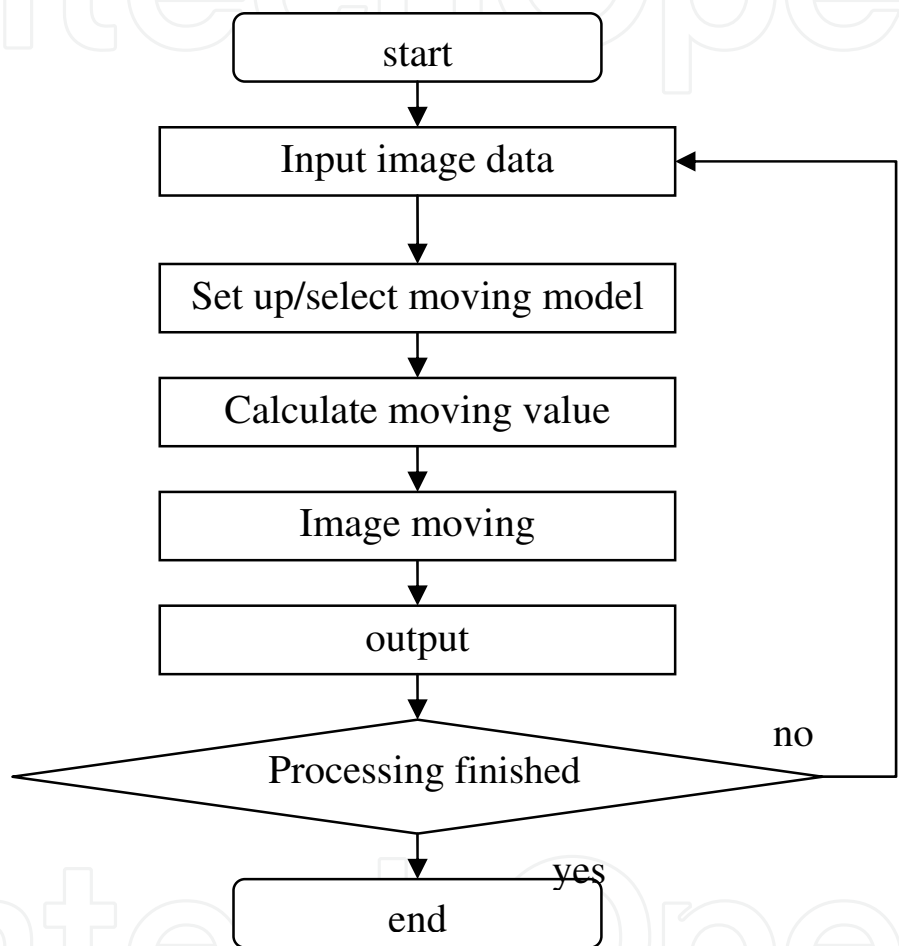 start
Input image data
Set up/select moving model
Calculate moving value
Image moving
output
no
Processing finished
yes
end